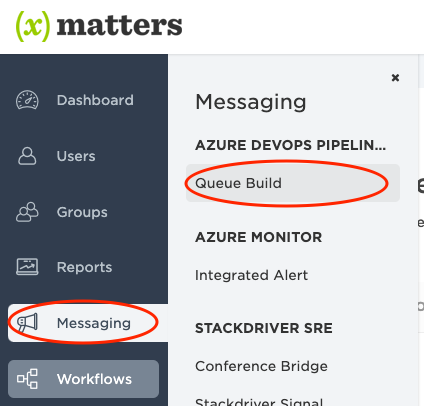 (x) matters
Dashboard
Users
Groups
Reports
Messaging
Workflows
×
Messaging
AZURE DEVOPS PIPELIN...
Queue Build
AZURE MONITOR
Integrated Alert
STACKDRIVER SRE
Conference Bridge
Stackdriver Signal